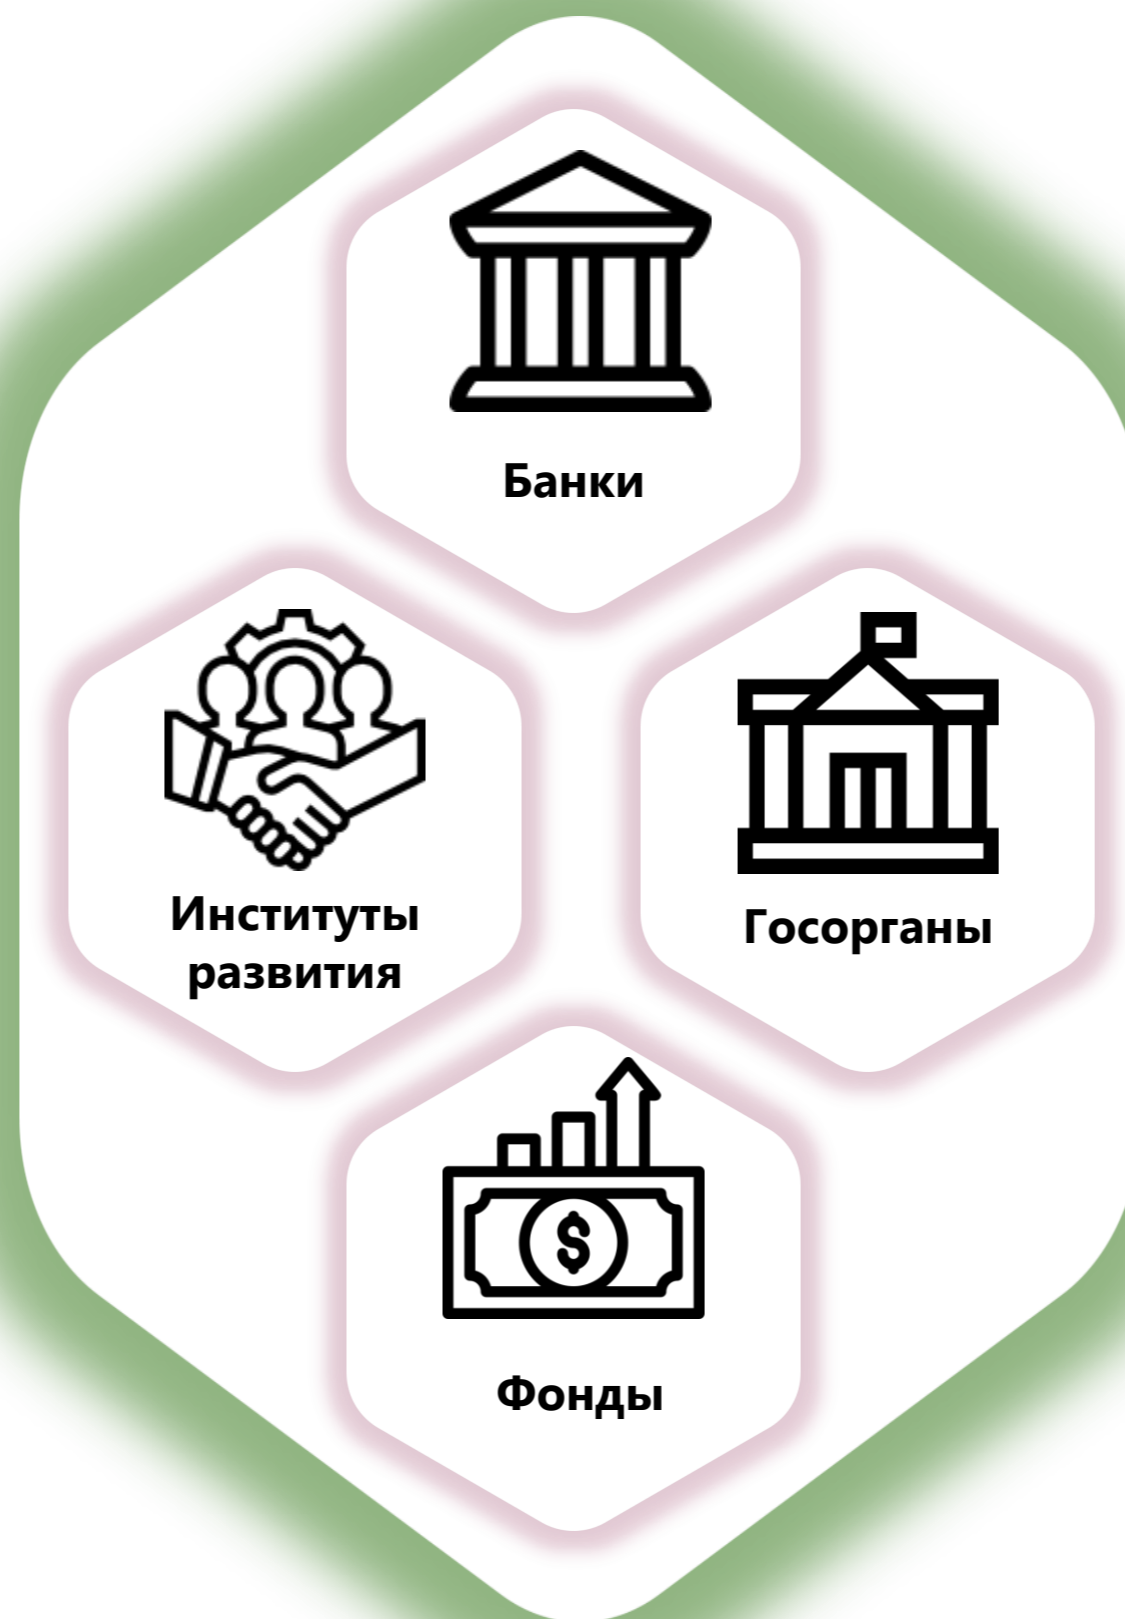 Банки
Институты
развития
Госорганы
Фонды
$